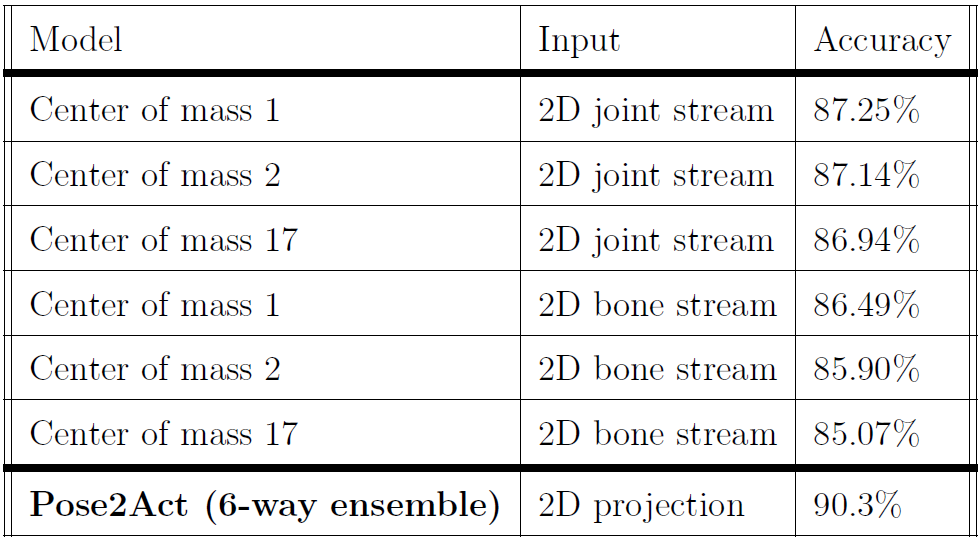 Model Input Accuracy
Center of mass 1 2D joint stream 87.25%
Center of mass 2 2D joint stream 87.14%
Center of mass 17 2D joint stream 86.94%
Center of mass 1 2D bone stream 86.49%
Center of mass 2 2D bone stream 85.90%
Center of mass 17 2D bone stream 85.07%
Pose2Act (6-way ensemble) 2D projection 90.3%